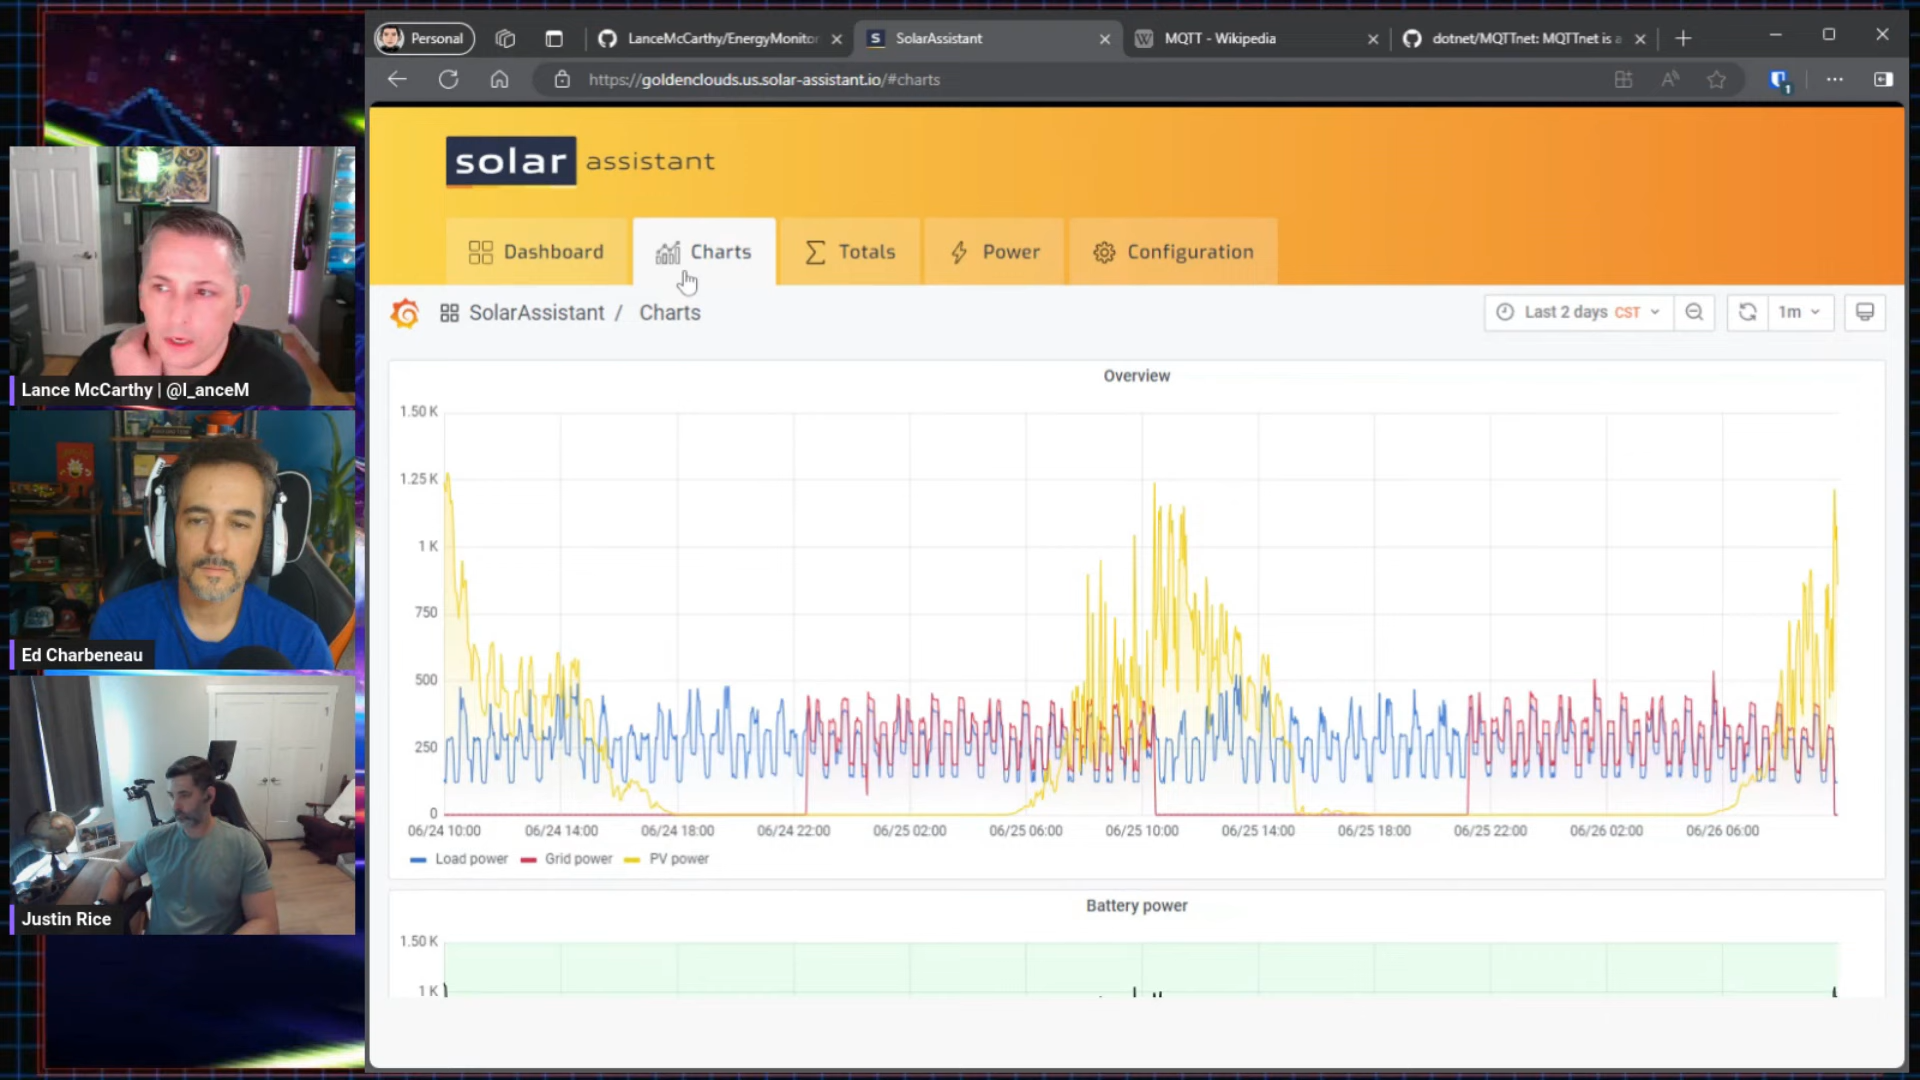 Personal
LanceMcCarthy/EnergyMonitor
SolarAssistant
MQTT - Wikipedia
dotnet/MQTTnet: MQTTnet is a
https://goldenclouds.us.solar-assistant.io/#charts
1
solar assistant
Dashboard
Charts
Totals
Power
Configuration
SolarAssistant / Charts
Last 2 days CST
1m
Overview
1.50 K
1.25 K
1 K
750
500
250
0
06/24 10:00
06/24 14:00
06/24 18:00
06/24 22:00
06/25 02:00
06/25 06:00
06/25 10:00
06/25 14:00
06/25 18:00
06/25 22:00
06/26 02:00
06/26 06:00
Load power
Grid power
PV power
Battery power
1.50 K
1 K
Lance McCarthy | @l_anceM
Ed Charbeneau
Justin Rice